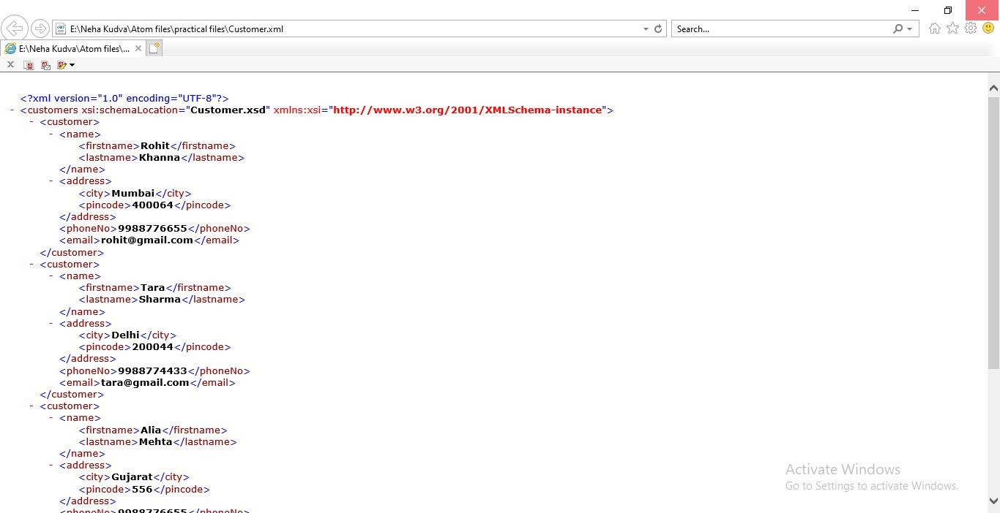 E:\Neha Kudva\Atom files\practical files\Customer.xml
Search...
E:\Neha Kudva\Atom files\...
<?xml version="1.0" encoding="UTF-8"?>
- <customers xsi:schemaLocation="Customer.xsd" xmlns:xsi="http://www.w3.org/2001/XMLSchema-instance">
- <customer>
- <name>
<firstname>Rohit</firstname>
<lastname>Khanna</lastname>
</name>
- <address>
<city>Mumbai</city>
<pincode>400064</pincode>
</address>
<phoneNo>9988776655</phoneNo>
<email>rohit@gmail.com</email>
</customer>
- <customer>
- <name>
<firstname>Tara</firstname>
<lastname>Sharma</lastname>
</name>
- <address>
<city>Delhi</city>
<pincode>200044</pincode>
</address>
<phoneNo>9988774433</phoneNo>
<email>tara@gmail.com</email>
</customer>
- <customer>
- <name>
<firstname>Alia</firstname>
<lastname>Mehta</lastname>
</name>
- <address>
<city>Gujarat</city>
<pincode>556</pincode>
</address>
<phoneNo>9988776655</phoneNo>
Activate Windows
Go to Settings to activate Windows.